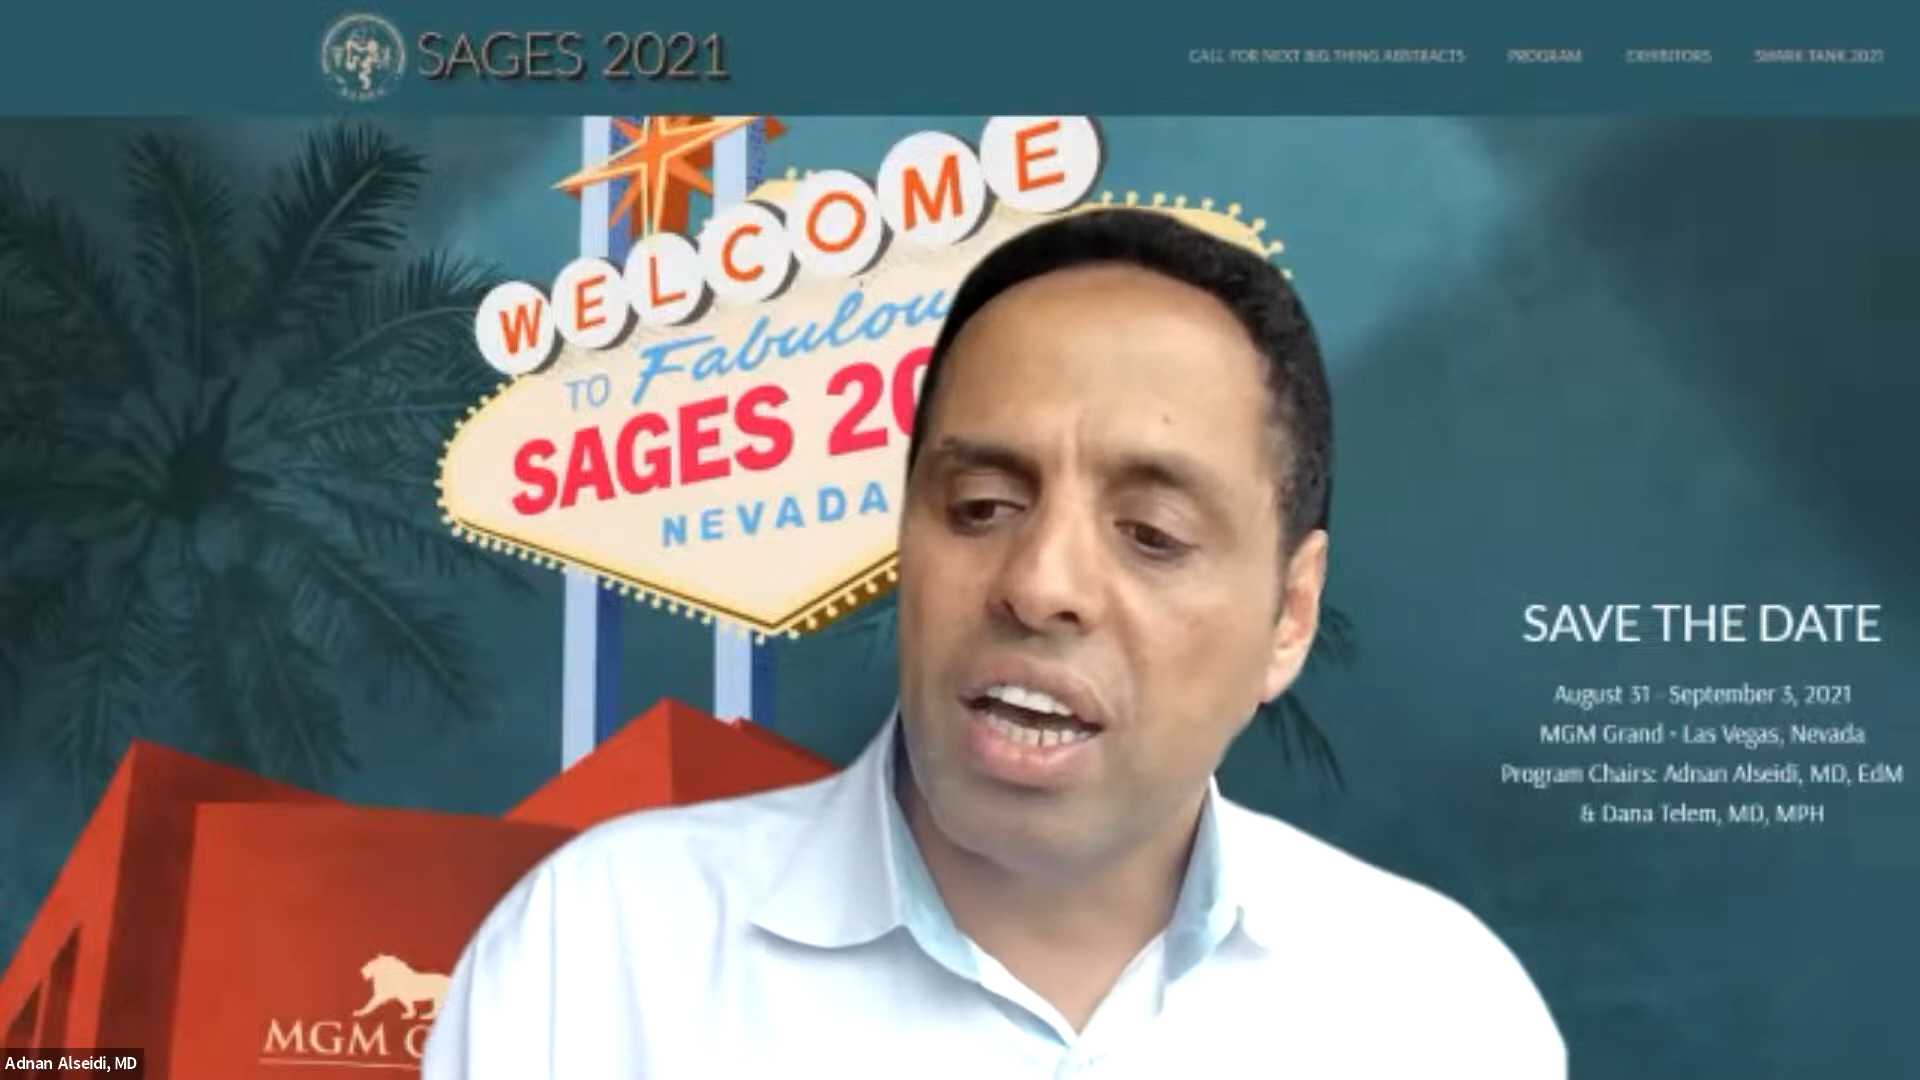 SAGES 2021
CALL FOR NEXT BIG THING ABSTRACTS PROGRAM EXHIBITORS SHARK TANK 2021
WELCOME
TO Fabulou
SAGES 20
NEVADA
SAVE THE DATE
August 31 - September 3, 2021
MGM Grand • Las Vegas, Nevada
Program Chairs: Adnan Alseidi, MD, EdM
& Dana Telem, MD, MPH
MGM G
Adnan Alseidi, MD